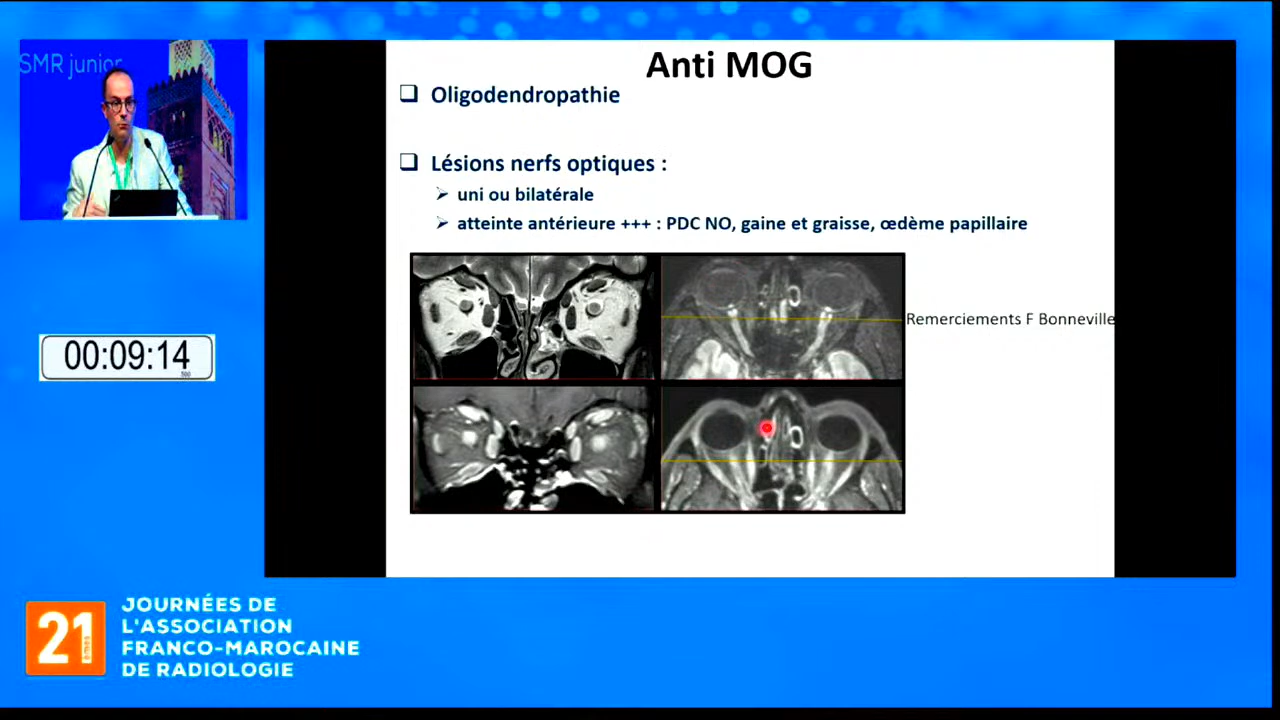 SMR junior
Anti MOG
Oligodendropathie
Lésions nerfs optiques :
uni ou bilatérale
atteinte antérieure +++ : PDC NO, gaine et graisse, œdème papillaire
Remerciements F Bonneville
00:09:14
21
èmes
JOURNÉES DE
L'ASSOCIATION
FRANCO-MAROCAINE
DE RADIOLOGIE